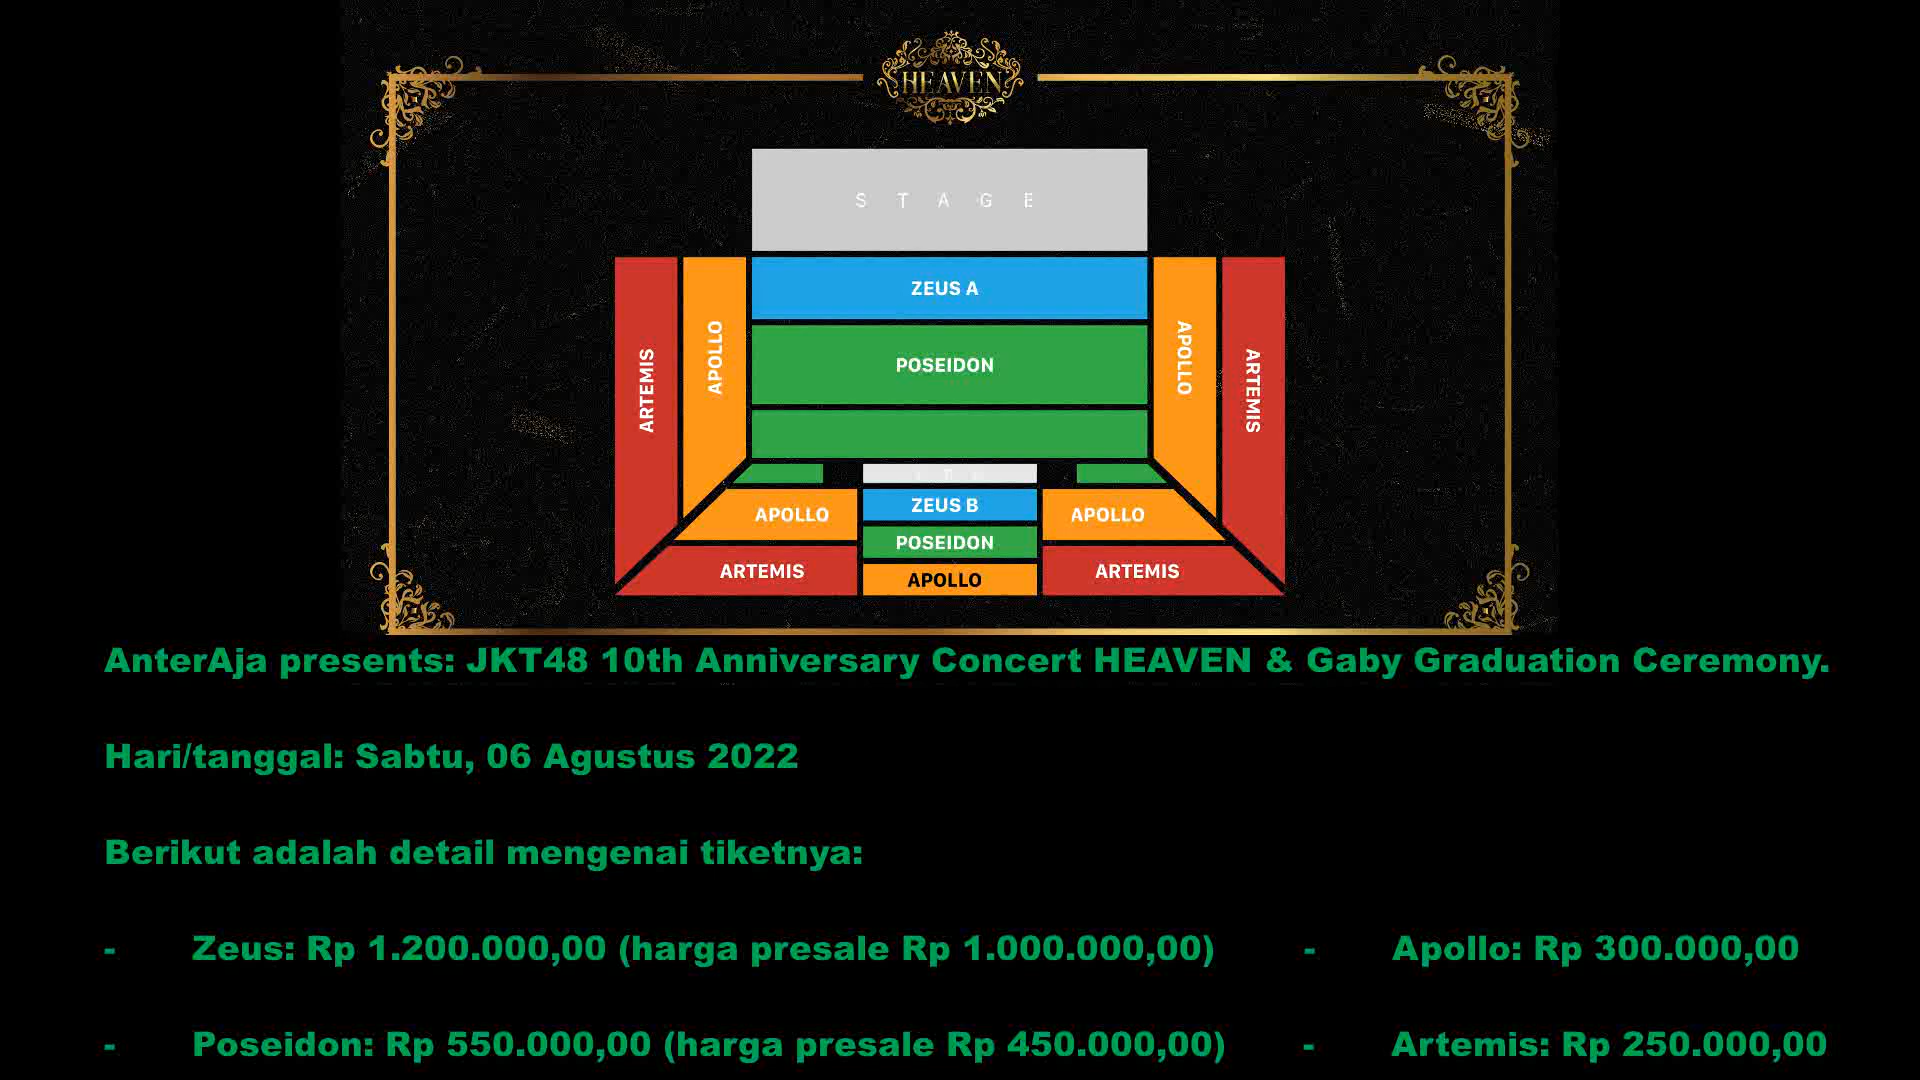 HEAVEN
S T A G E
ZEUS A
POSEIDON
ARTEMIS
APOLLO
APOLLO
ARTEMIS
ZEUS B
APOLLO
APOLLO
POSEIDON
ARTEMIS
ARTEMIS
APOLLO
AnterAja presents: JKT48 10th Anniversary Concert HEAVEN & Gaby Graduation Ceremony.
Hari/tanggal: Sabtu, 06 Agustus 2022
Berikut adalah detail mengenai tiketnya:
- Zeus: Rp 1.200.000,00 (harga presale Rp 1.000.000,00) - Apollo: Rp 300.000,00
- Poseidon: Rp 550.000,00 (harga presale Rp 450.000,00) - Artemis: Rp 250.000,00